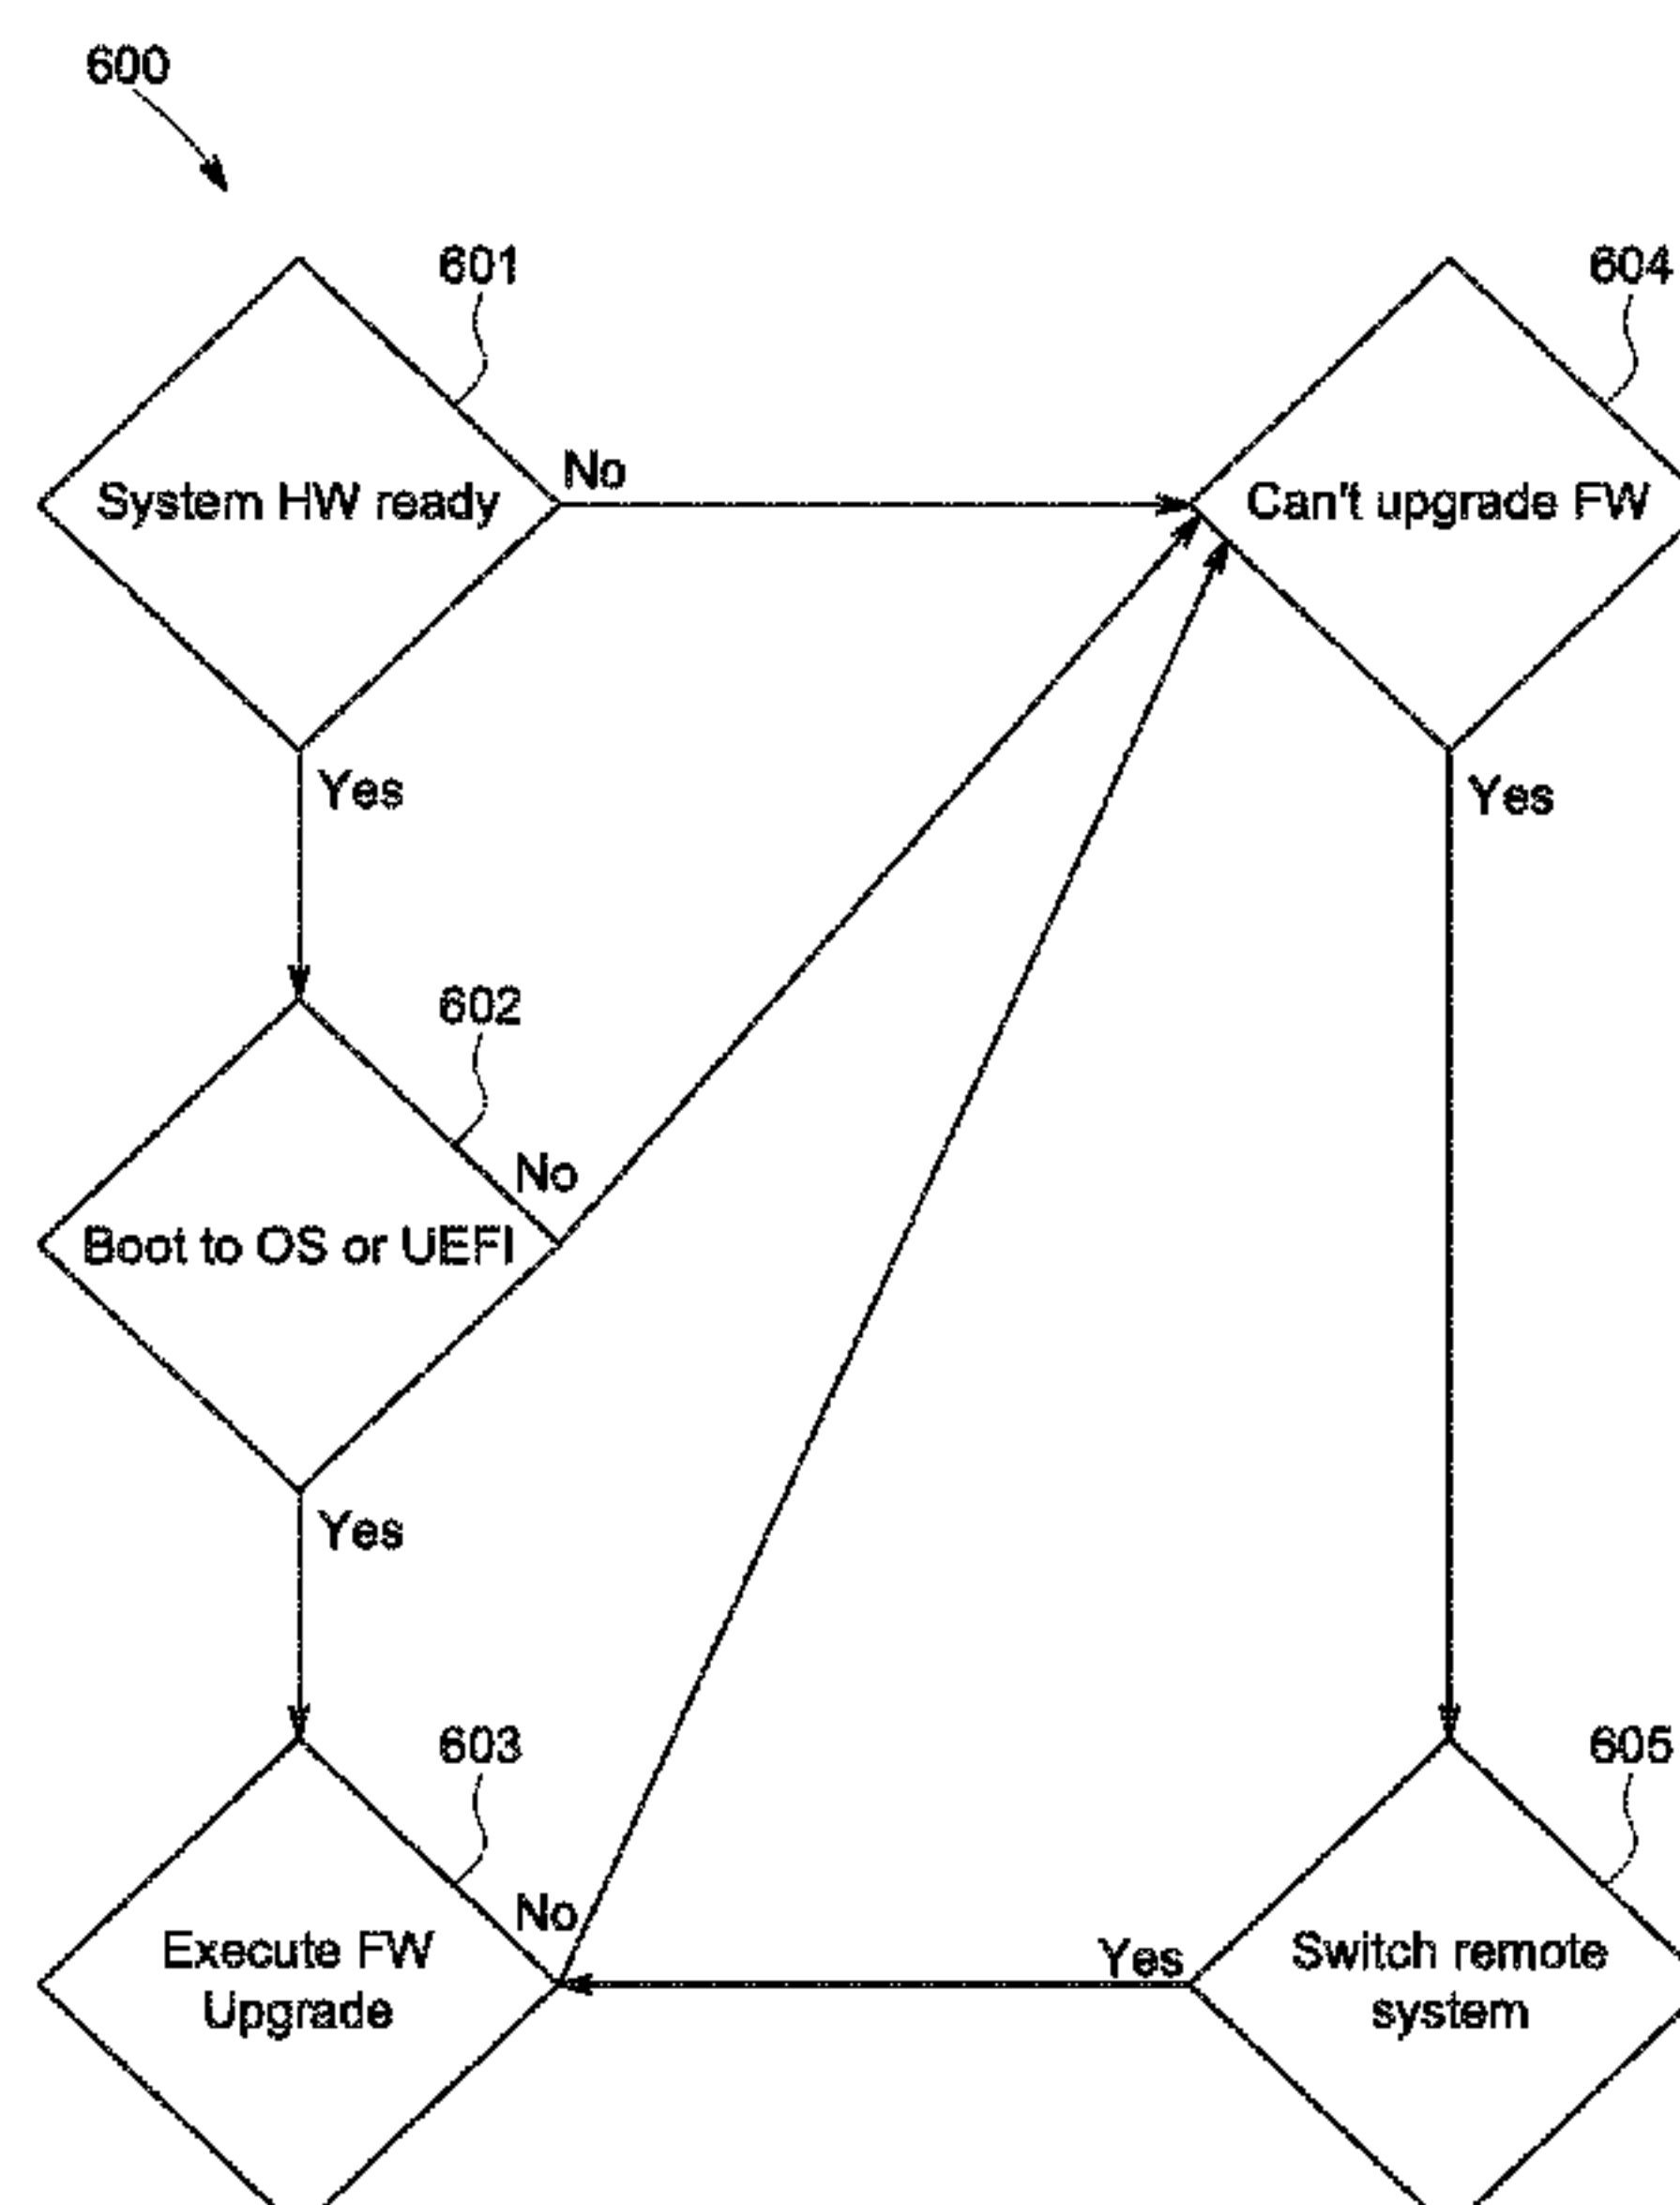 600
601
604
System HW ready
No
Can't upgrade FW
Yes
Yes
602
No
Boot to OS or UEFI
Yes
603
605
No
Execute FW
Upgrade
Yes
Switch remote
system